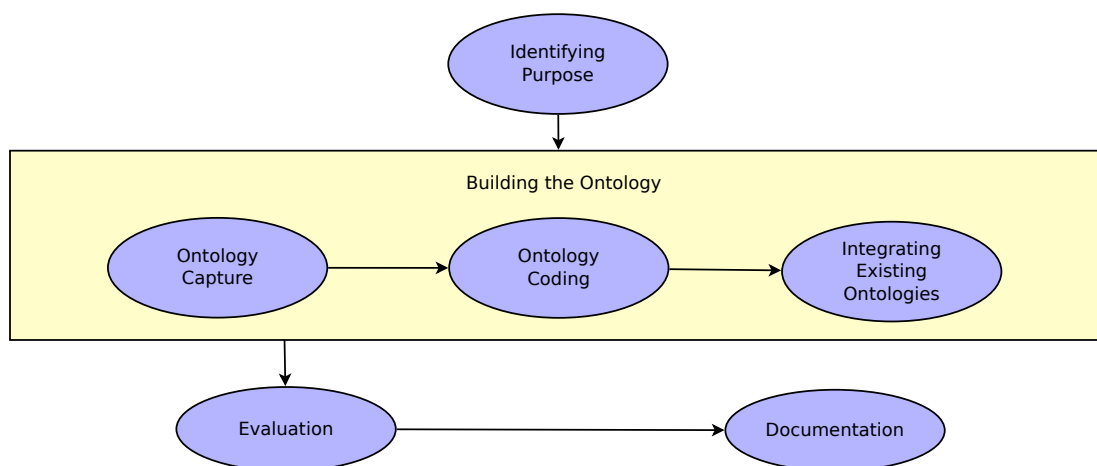 Identifying
Purpose
Building the Ontology
Ontology
Capture
Ontology
Coding
Integrating
Existing
Ontologies
Evaluation
Documentation